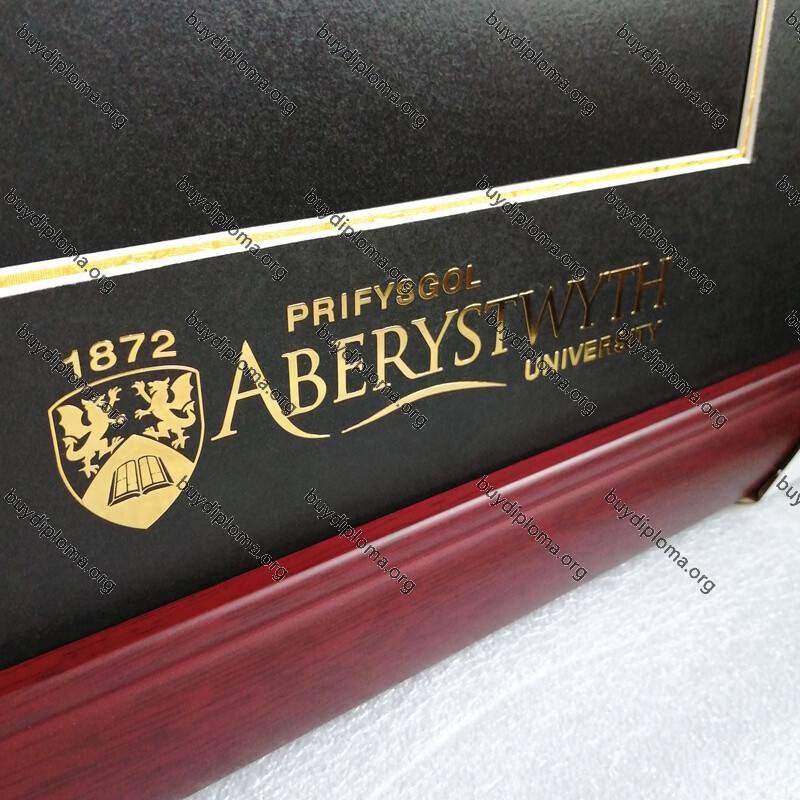 1872
PRIFYSGOL
ABERYSTWYTH
UNIVERSITY
buydiploma.org